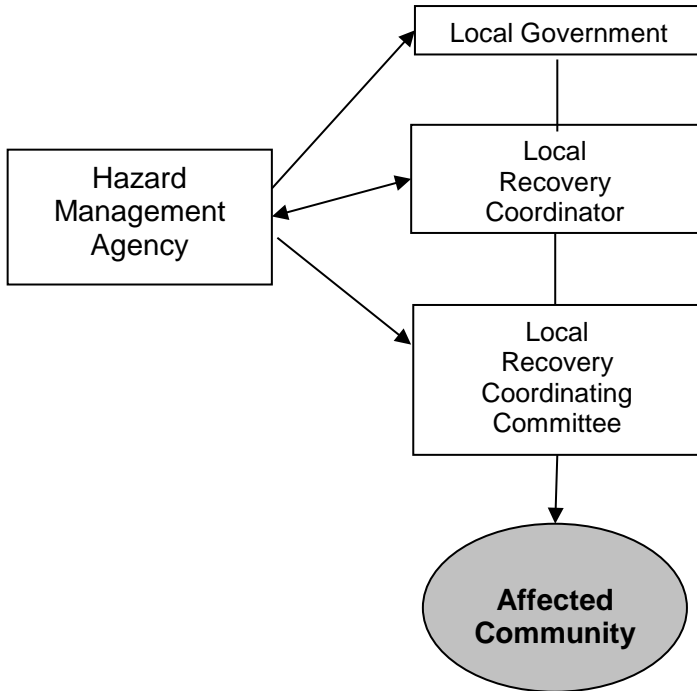 Local Government
Hazard
Management
Agency
Local
Recovery
Coordinator
Local
Recovery
Coordinating
Committee
Affected
Community